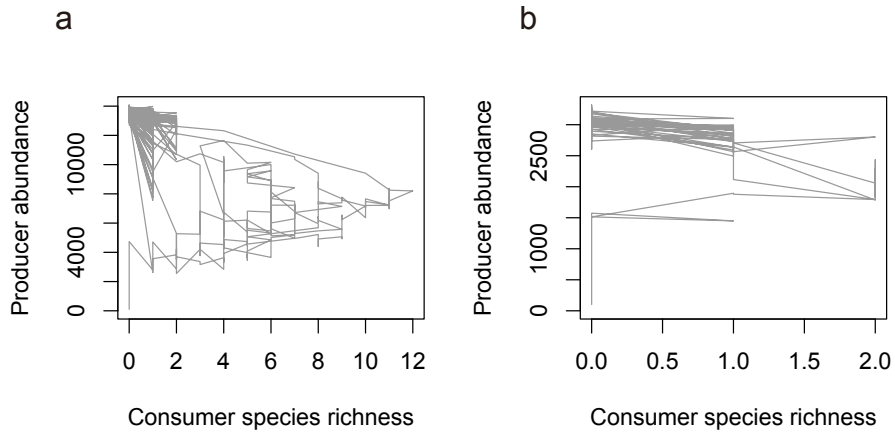 a
b
Producer abundance
0 4000 10000
0 2 4 6 8 10 12
Consumer species richness
Producer abundance
0 1000 2500
0.0 0.5 1.0 1.5 2.0
Consumer species richness